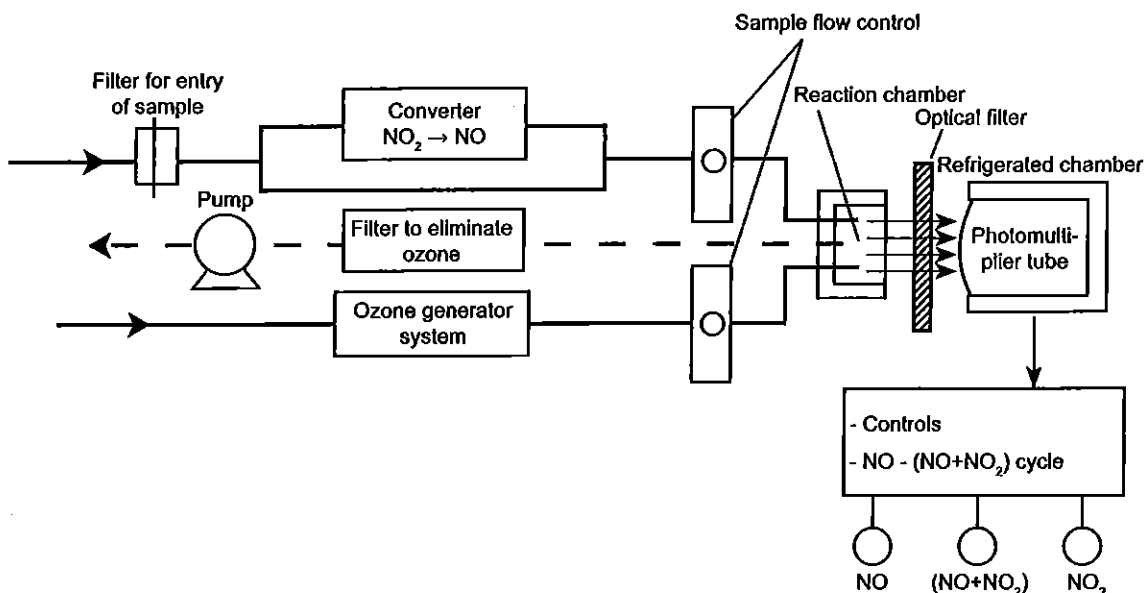 Sample flow control
Filter for entry
of sample
Converter
NO₂ → NO
Reaction chamber
Optical filter
Refrigerated chamber
Pump
Filter to eliminate
ozone
Photomulti-
plier tube
Ozone generator
system
- Controls
- NO - (NO+NO₂) cycle
NO
(NO+NO₂)
NO₂